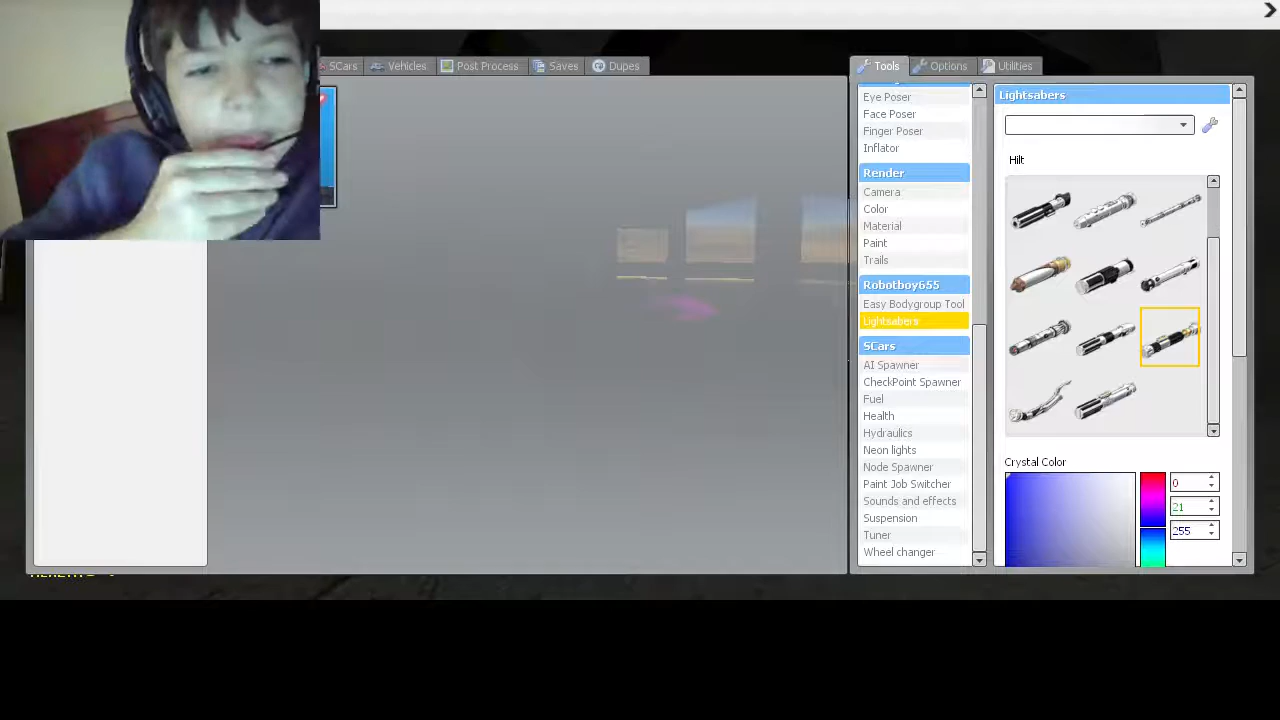 SCars
Vehicles
Post Process
Saves
Dupes
Tools
Options
Utilities
Eye Poser
Face Poser
Finger Poser
Inflator
Render
Camera
Color
Material
Paint
Trails
Robotboy655
Easy Bodygroup Tool
Lightsabers
SCars
AI Spawner
CheckPoint Spawner
Fuel
Health
Hydraulics
Neon lights
Node Spawner
Paint Job Switcher
Sounds and effects
Suspension
Tuner
Wheel changer
Lightsabers
Hilt
Crystal Color
0
21
255